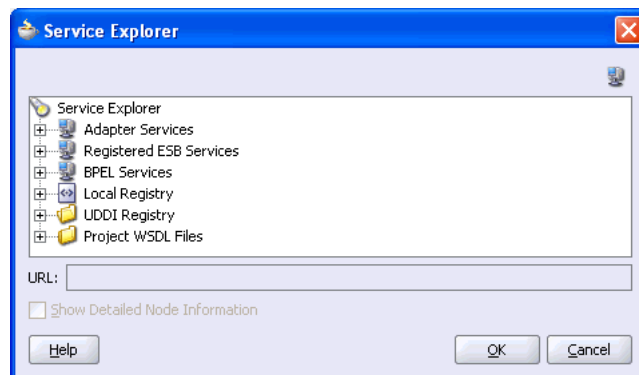 Service Explorer
Service Explorer
Adapter Services
Registered ESB Services
BPEL Services
Local Registry
UDDI Registry
Project WSDL Files
URL:
Show Detailed Node Information
Help OK Cancel